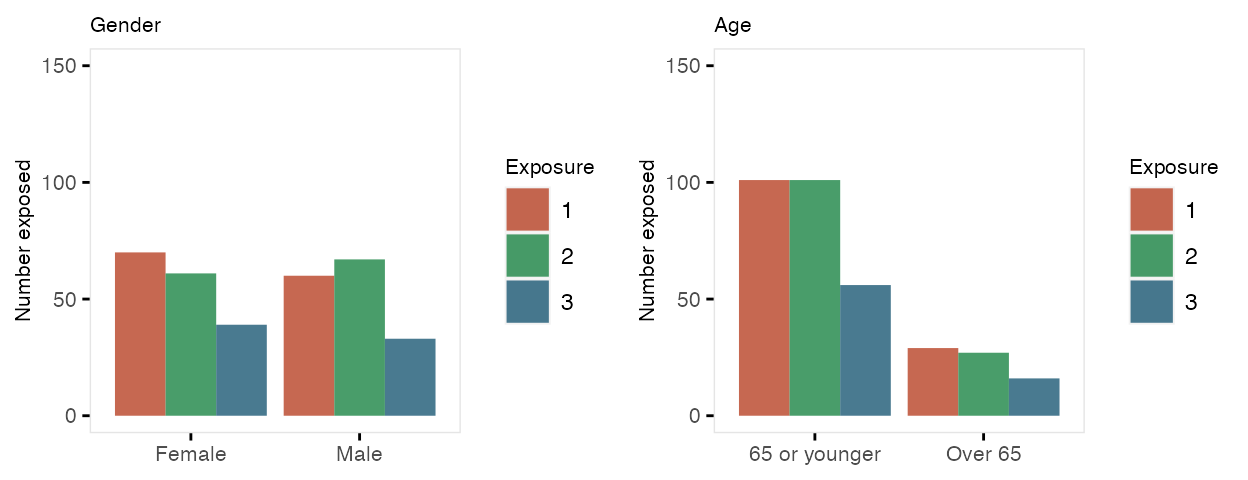 Gender
150
100
50
0
Number exposed
Female Male
Exposure
1
2
3
Age
150
100
50
0
Number exposed
65 or younger Over 65
Exposure
1
2
3